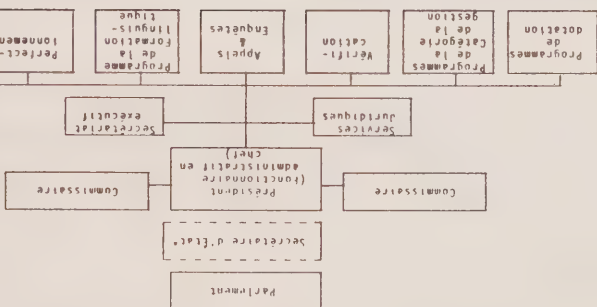 Parlement
Secrétaire d'État*
Commissaire
Président
(fonctionnaire
administratif en
chef)
Commissaire
Services
Juridiques
Secrétariat
exécutif
Programmes
de
dotation
Programmes
de la
Catégorie
de la
gestion
Vérifi-
cation
Appels
&
Enquêtes
Programme
de la
Formation
linguis-
tique
Perfect-
ionnement